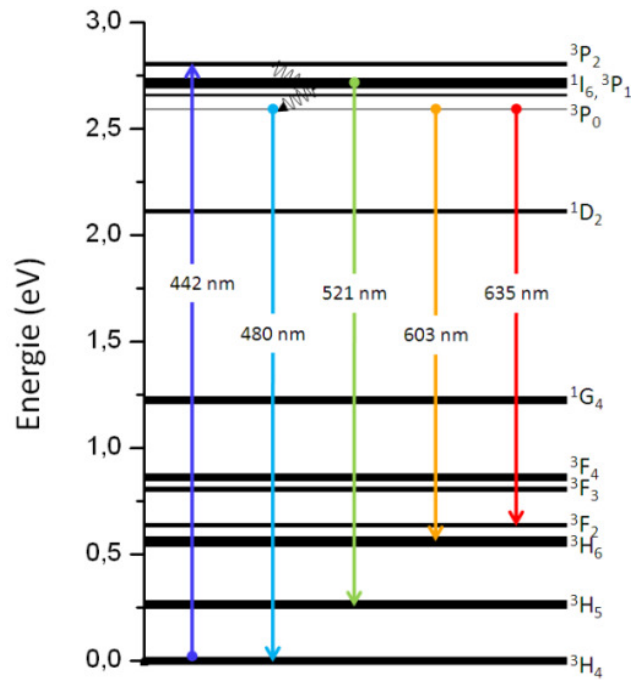 3,0
2,5
2,0
1,5
1,0
0,5
0,0
Energie (eV)
³P₂
¹I₆, ³P₁
³P₀
¹D₂
¹G₄
³F₄
³F₃
³F₂
³H₆
³H₅
³H₄
442 nm
480 nm
521 nm
603 nm
635 nm